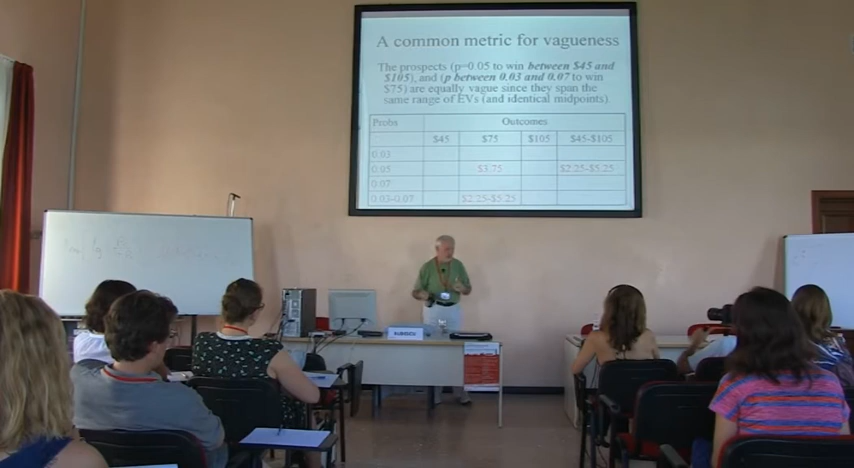 A common metric for vagueness
The prospects (p=0.05 to win between $45 and
$105), and (p between 0.03 and 0.07 to win
$75) are equally vague since they span the
same range of EVs (and identical midpoints).
Probs Outcomes
$45 $75 $105 $45-$105
0.03
0.05 $3.75 $2.25-$5.25
0.07
0.03-0.07 $2.25-$5.25